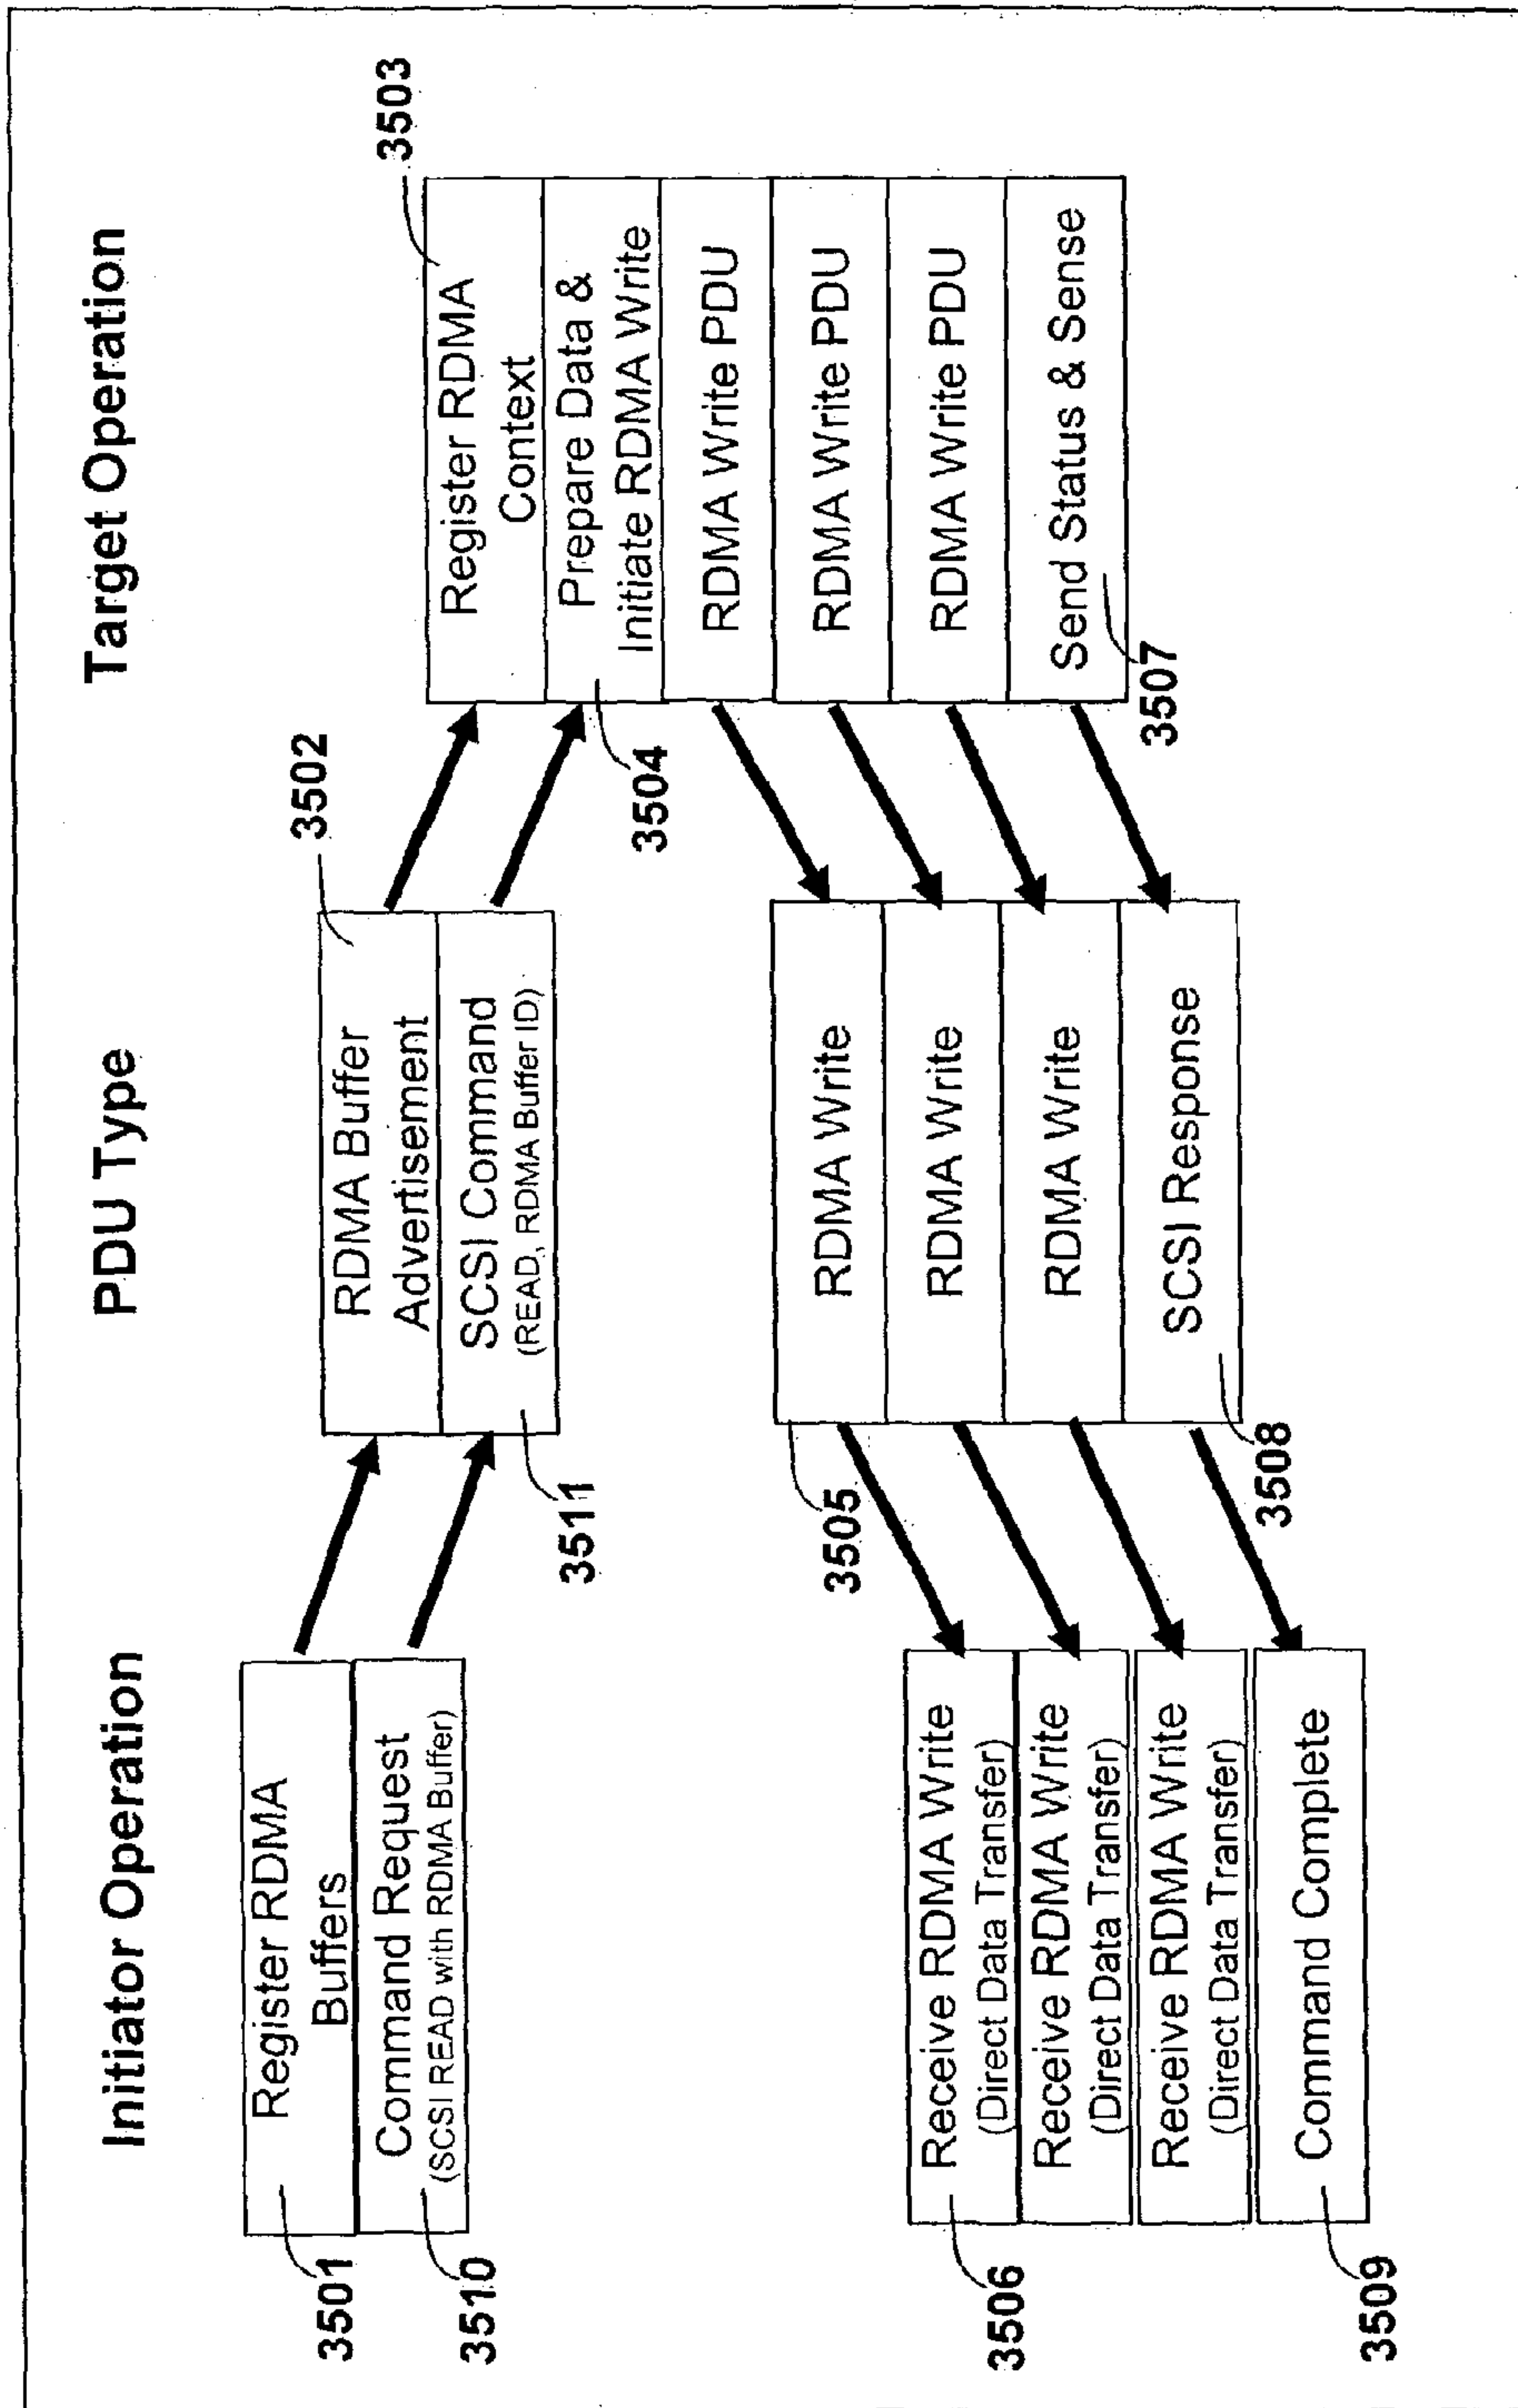 Initiator Operation
PDU Type
Target Operation
3501
Register RDMA
Buffers
3510
Command Request
(SCSI READ with RDMA Buffer)
3502
RDMA Buffer
Advertisement
SCSI Command
(READ, RDMA Buffer ID)
3511
3503
Register RDMA
Context
Prepare Data &
Initiate RDMA Write
3504
RDMA Write PDU
RDMA Write PDU
RDMA Write PDU
Send Status & Sense
3507
3505
RDMA Write
RDMA Write
RDMA Write
SCSI Response
3508
3506
Receive RDMA Write
(Direct Data Transfer)
Receive RDMA Write
(Direct Data Transfer)
Receive RDMA Write
(Direct Data Transfer)
Command Complete
3509